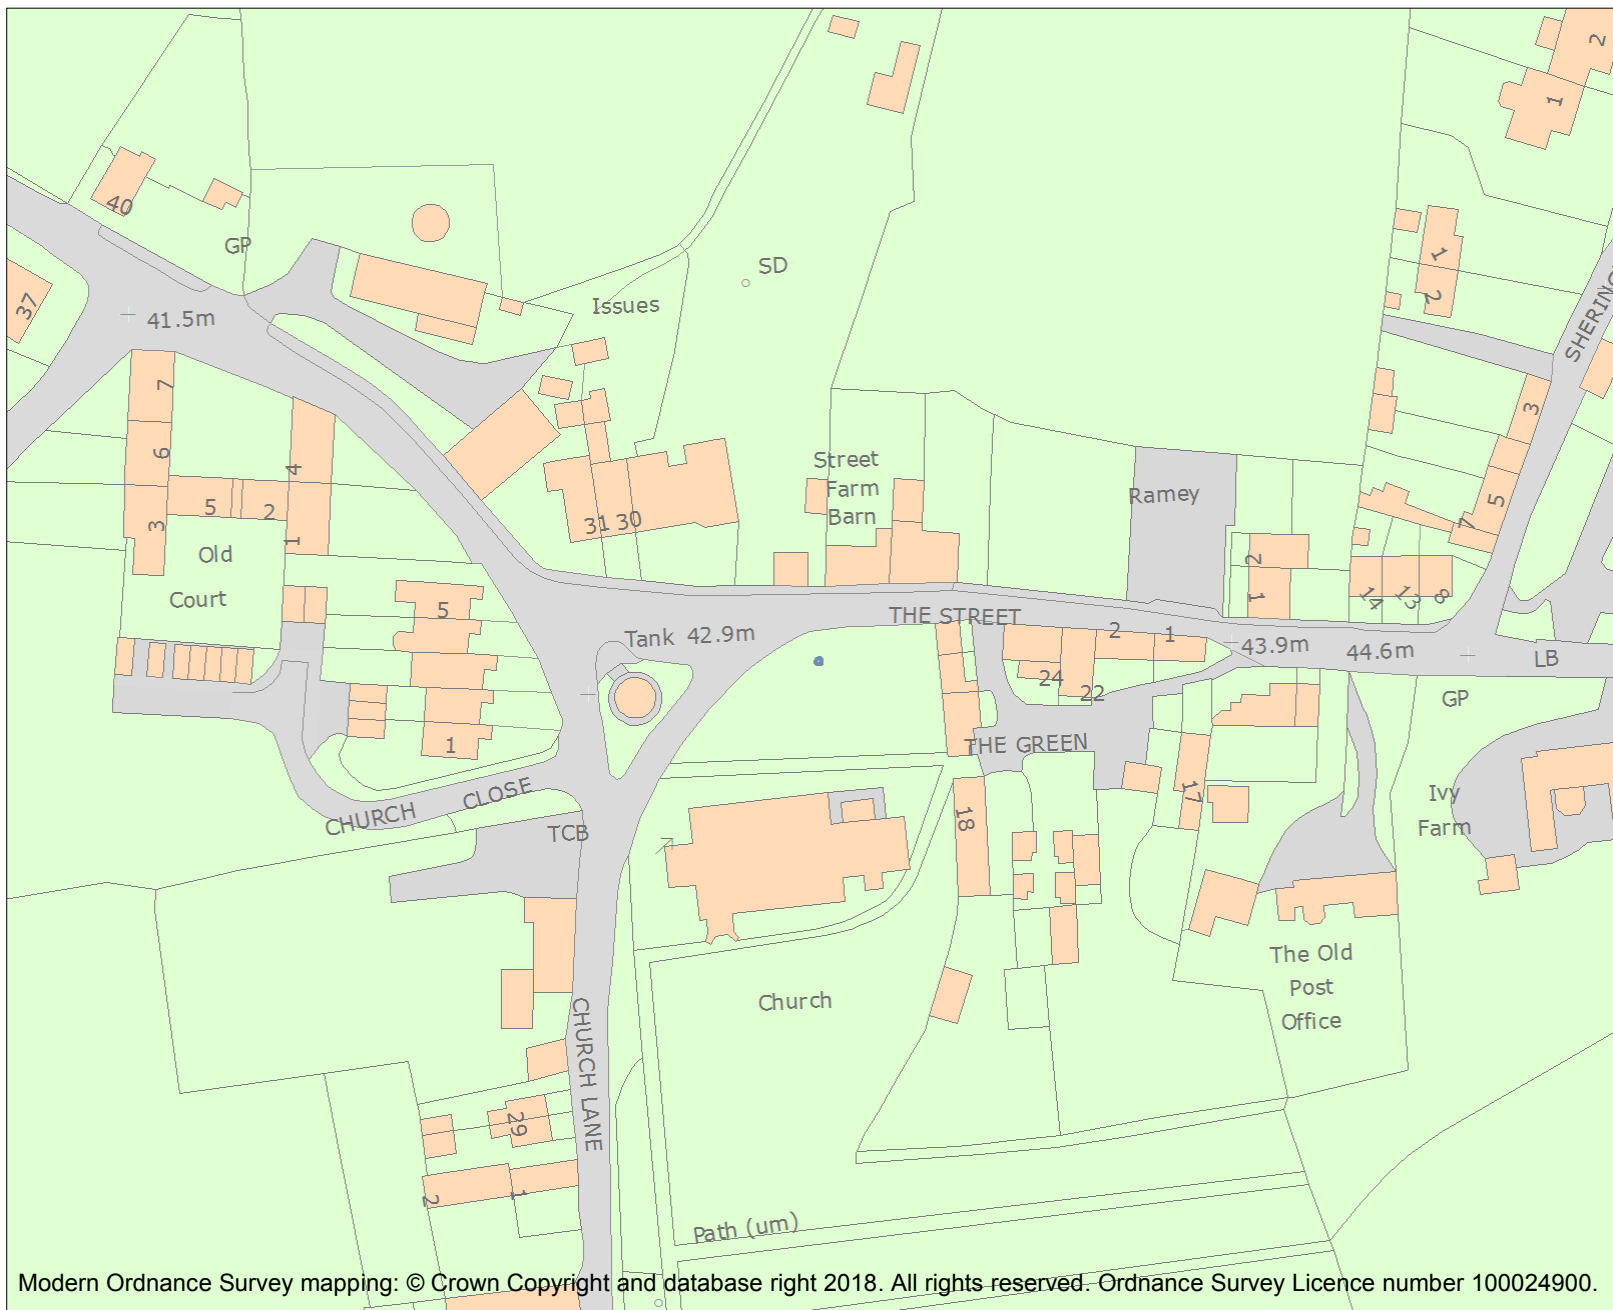 2
1
40
GP
SD
1
41.5m
37
Issues
2
SHERING
7
3
6
4
Street
Farm
Barn
Ramey
5
5
2
3
1
31 30
7
Old
Court
2
1
14
13
8
5
THE STREET
Tank 42.9m
2
1
43.9m
44.6m
LB
24
22
GP
1
THE GREEN
17
CHURCH CLOSE
TCB
18
Ivy
Farm
The Old
Post
Office
Church
CHURCH LANE
29
2
1
Path (um)
Modern Ordnance Survey mapping: © Crown Copyright and database right 2018. All rights reserved. Ordnance Survey Licence number 100024900.